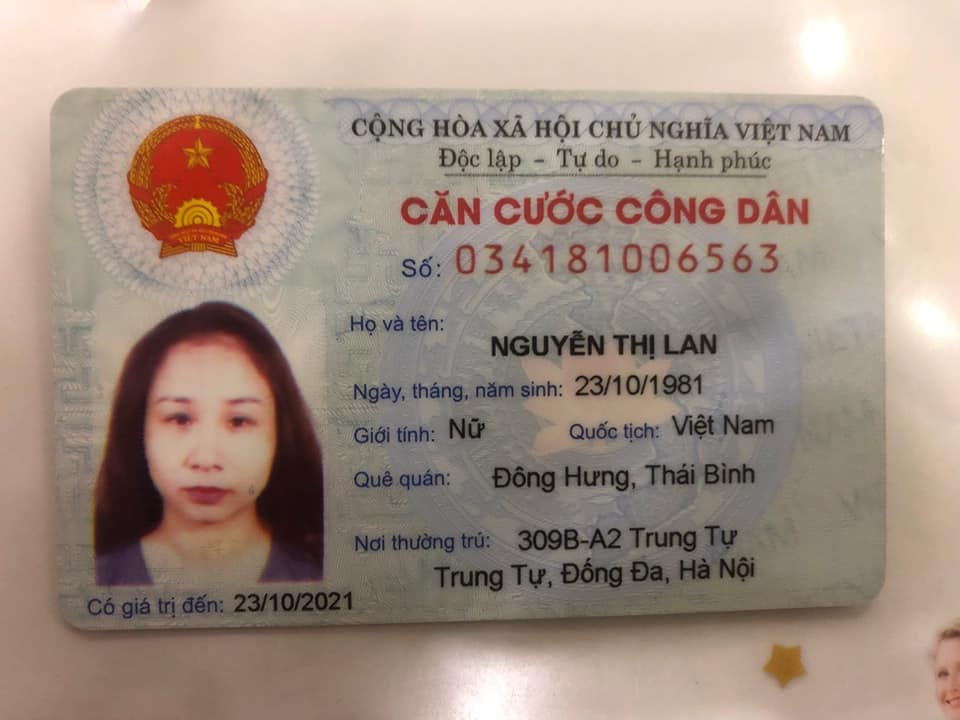 CỘNG HÒA XÃ HỘI CHỦ NGHĨA VIỆT NAM
Độc lập - Tự do - Hạnh phúc
CĂN CƯỚC CÔNG DÂN
Số: 034181006563
Họ và tên:
NGUYỄN THỊ LAN
Ngày, tháng, năm sinh: 23/10/1981
Giới tính: Nữ Quốc tịch: Việt Nam
Quê quán: Đông Hưng, Thái Bình
Nơi thường trú: 309B-A2 Trung Tự
Trung Tự, Đống Đa, Hà Nội
Có giá trị đến: 23/10/2021
VIỆT NAM